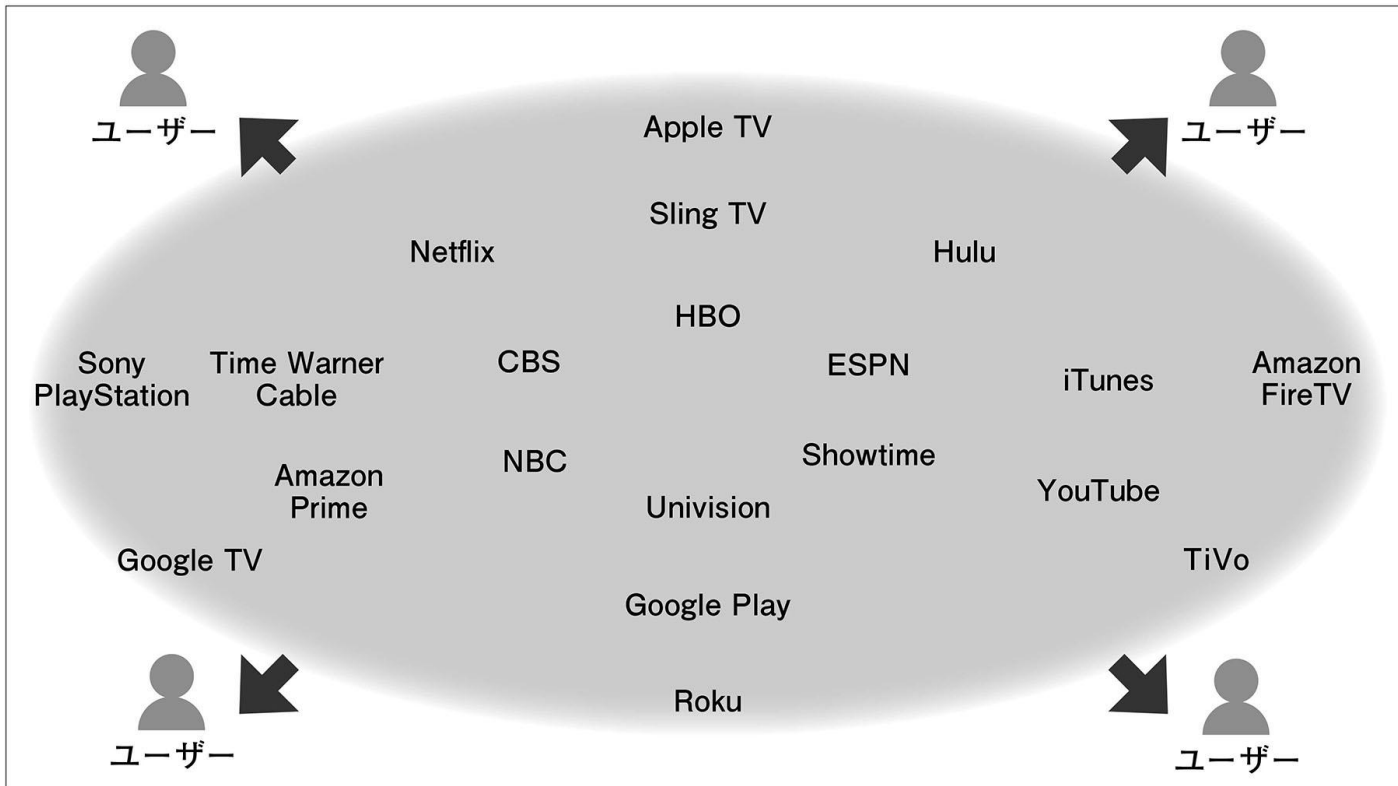 ユーザー
ユーザー
Apple TV
Sling TV
Netflix
Hulu
HBO
Sony
PlayStation
Time Warner
Cable
CBS
ESPN
iTunes
Amazon
FireTV
Amazon
Prime
NBC
Showtime
YouTube
Univision
Google TV
TiVo
Google Play
Roku
ユーザー
ユーザー